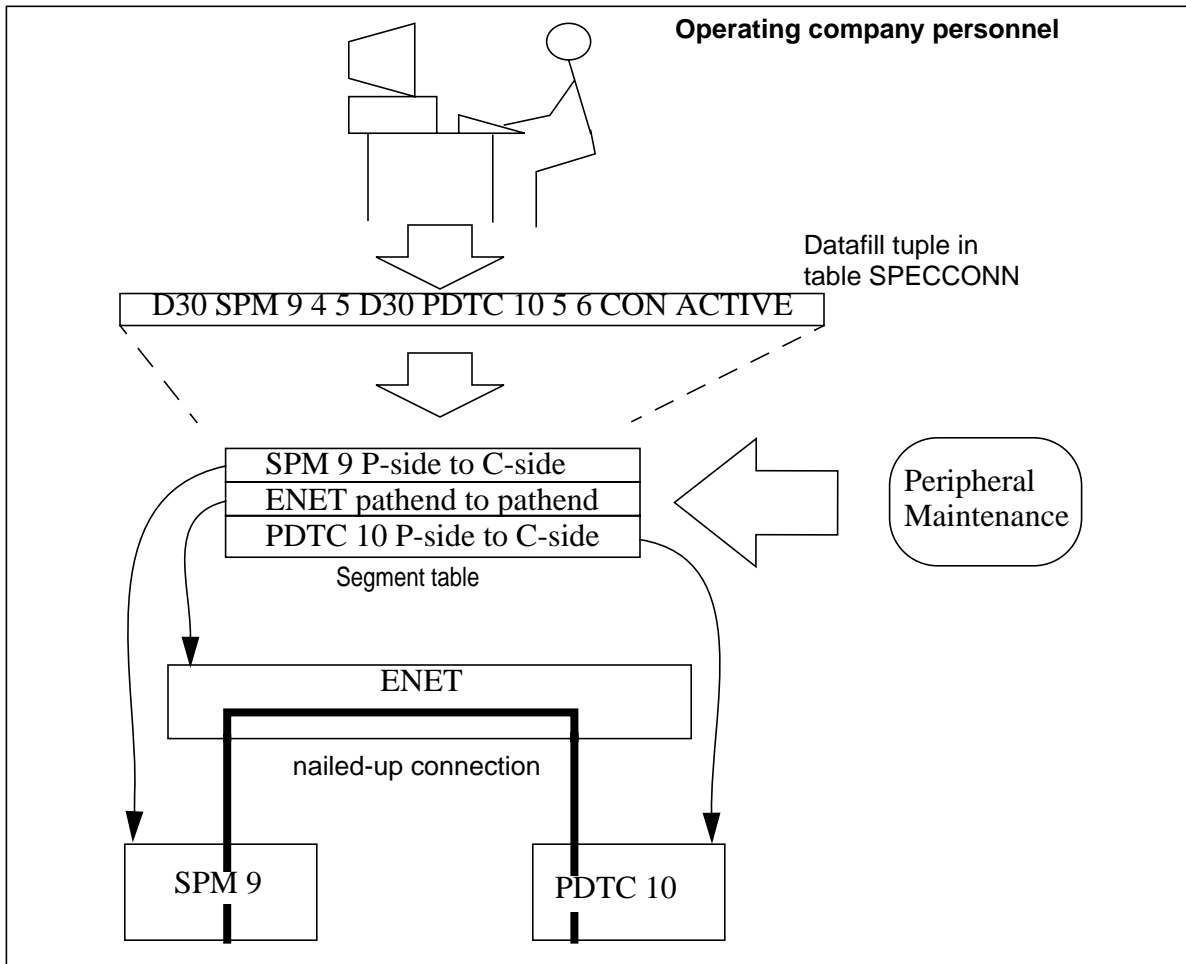 Operating company personnel
Datafill tuple in
table SPECCONN
D30 SPM 9 4 5 D30 PDTC 10 5 6 CON ACTIVE
SPM 9 P-side to C-side
ENET pathend to pathend
PDTC 10 P-side to C-side
Segment table
Peripheral
Maintenance
ENET
nailed-up connection
SPM 9
PDTC 10